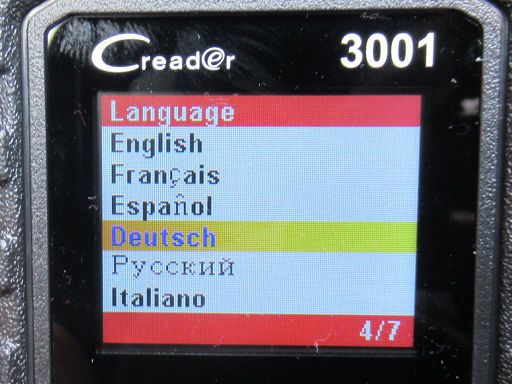 Creader 3001
Language
English
Français
Español
Deutsch
Русский
Italiano
4/7